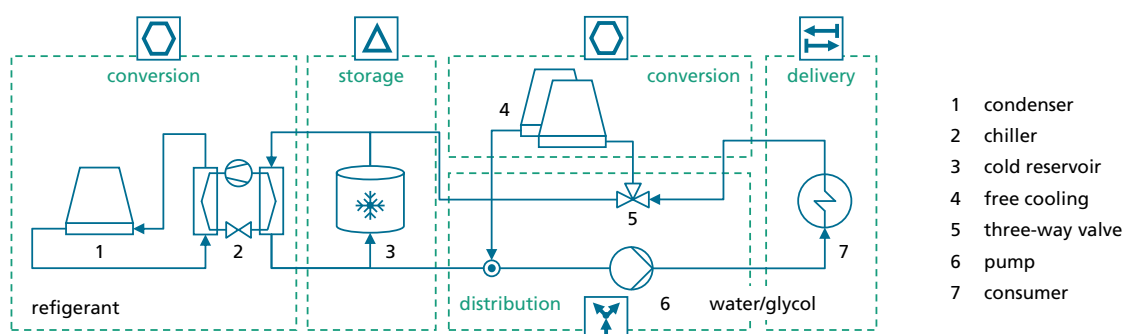 conversion
storage
conversion
delivery
4
5
1
2
3
7
refigerant
distribution
6
water/glycol
1 condenser
2 chiller
3 cold reservoir
4 free cooling
5 three-way valve
6 pump
7 consumer